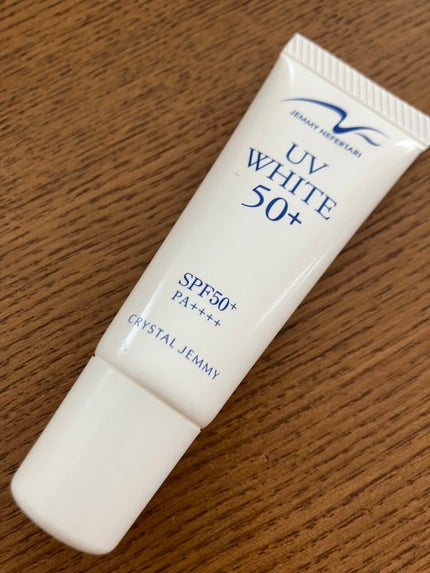 JEMMY NEFERTARI
UV
WHITE
50+
SPF50+
PA++++
CRYSTAL JEMMY